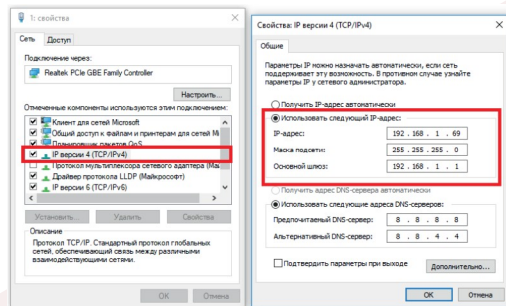 1: свойства
Сеть
Доступ
Подключение через:
Realtek PCIe GBE Family Controller
Настроить...
Отмеченные компоненты используются этим подключением:
Клиент для сетей Microsoft
Общий доступ к файлам и принтерам для сетей Mi
Планировщик пакетов QoS
IP версии 4 (TCP/IPv4)
Протокол мультиплексора сетевого адаптера (Май
Драйвер протокола LLDP (Майкрософт)
IP версии 6 (TCP/IPv6)
Установить...
Удалить
Свойства
Описание
Протокол TCP/IP. Стандартный протокол глобальных
сетей, обеспечивающий связь между различными
взаимодействующими сетями.
ОК
Отмена
Свойства: IP версии 4 (TCP/IPv4)
Общие
Параметры IP можно назначать автоматически, если сеть
поддерживает эту возможность. В противном случае узнайте
параметры IP у сетевого администратора.
Получить IP-адрес автоматически
Использовать следующий IP-адрес:
IP-адрес: 192 . 168 . 1 . 69
Маска подсети: 255 . 255 . 255 . 0
Основной шлюз: 192 . 168 . 1 . 1
Получить адрес DNS-сервера автоматически
Использовать следующие адреса DNS-серверов:
Предпочитаемый DNS-сервер: 8 . 8 . 8 . 8
Альтернативный DNS-сервер: 8 . 8 . 4 . 4
Подтвердить параметры при выходе
Дополнительно...
ОК
Отмена